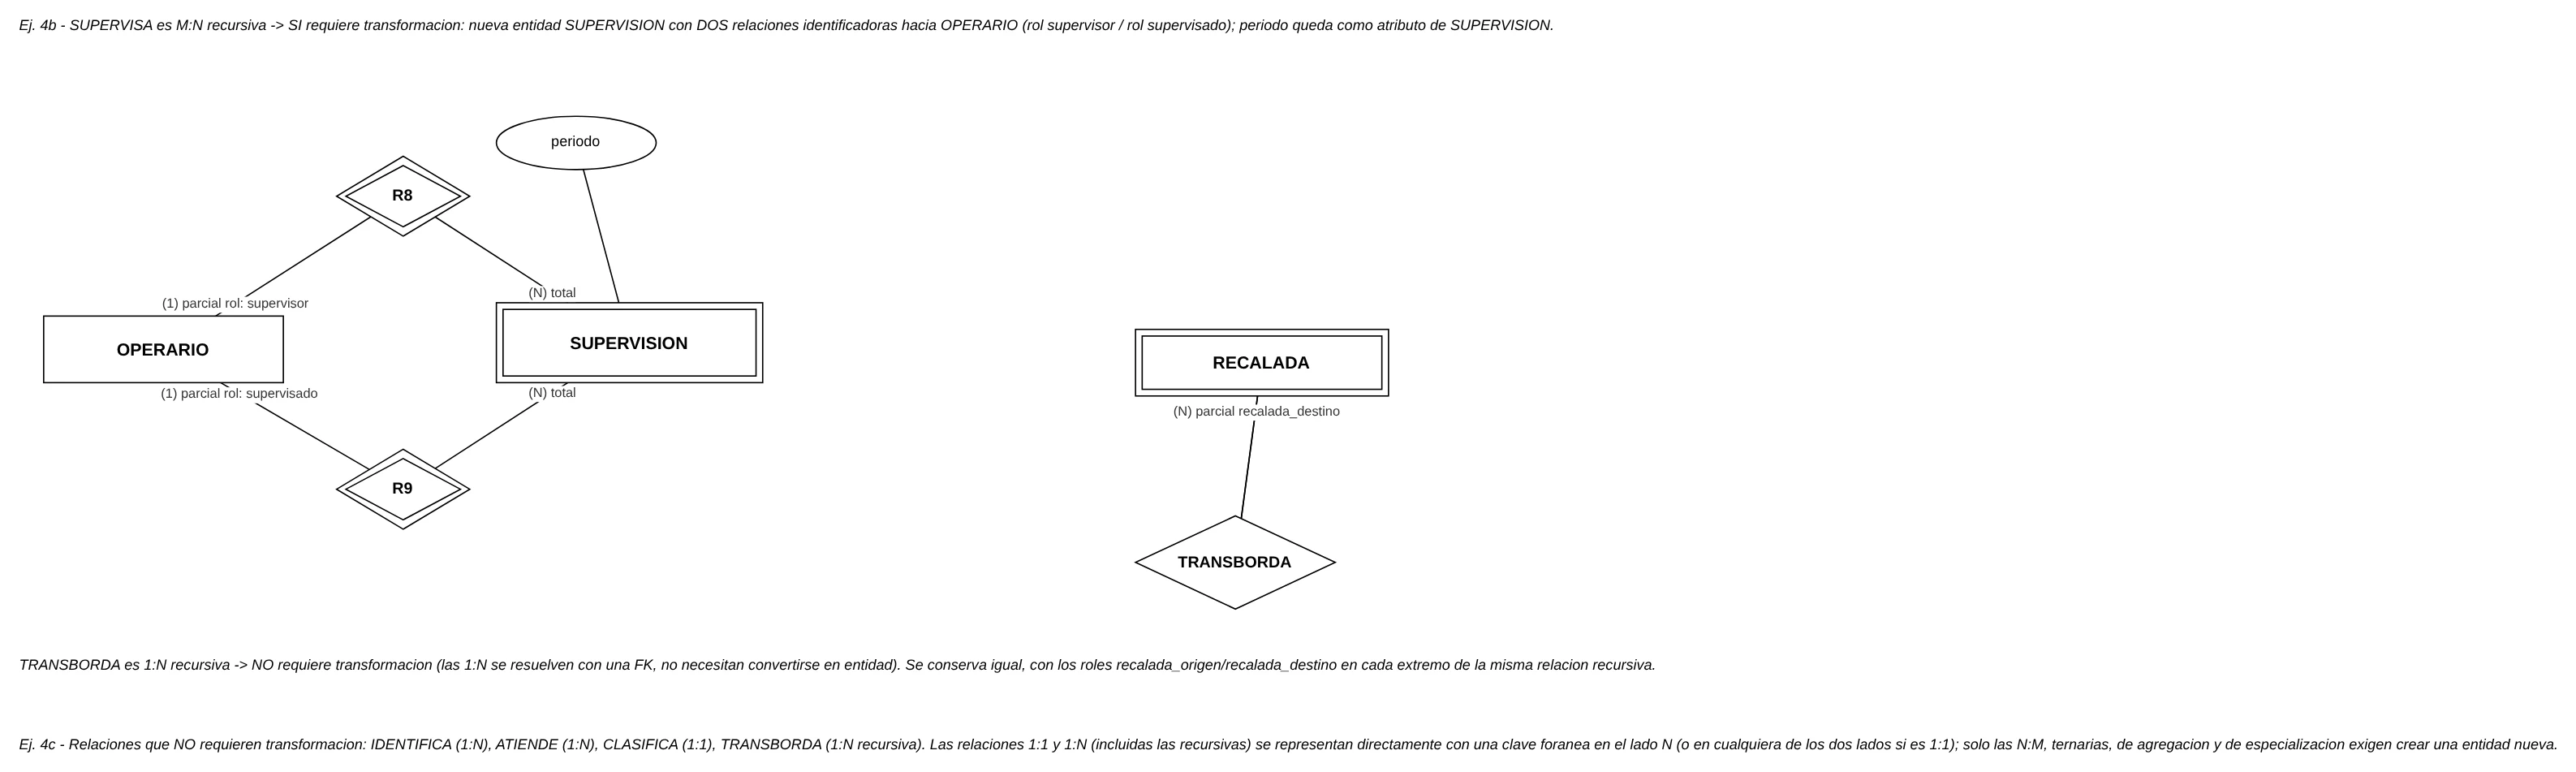 Ej. 4b - SUPERVISA es M:N recursiva -> SI requiere transformacion: nueva entidad SUPERVISION con DOS relaciones identificadoras hacia OPERARIO (rol supervisor / rol supervisado); periodo queda como atributo de SUPERVISION.
periodo
R8
(N) total
(1) parcial rol: supervisor
SUPERVISION
OPERARIO
RECALADA
(N) total
(1) parcial rol: supervisado
(N) parcial recalada_destino
R9
TRANSBORDA
TRANSBORDA es 1:N recursiva -> NO requiere transformacion (las 1:N se resuelven con una FK, no necesitan convertirse en entidad). Se conserva igual, con los roles recalada_origen/recalada_destino en cada extremo de la misma relacion recursiva.
Ej. 4c - Relaciones que NO requieren transformacion: IDENTIFICA (1:N), ATIENDE (1:N), CLASIFICA (1:1), TRANSBORDA (1:N recursiva). Las relaciones 1:1 y 1:N (incluidas las recursivas) se representan directamente con una clave foranea en el lado N (o en cualquiera de los dos lados si es 1:1); solo las N:M, ternarias, de agregacion y de especializacion exigen crear una entidad nueva.